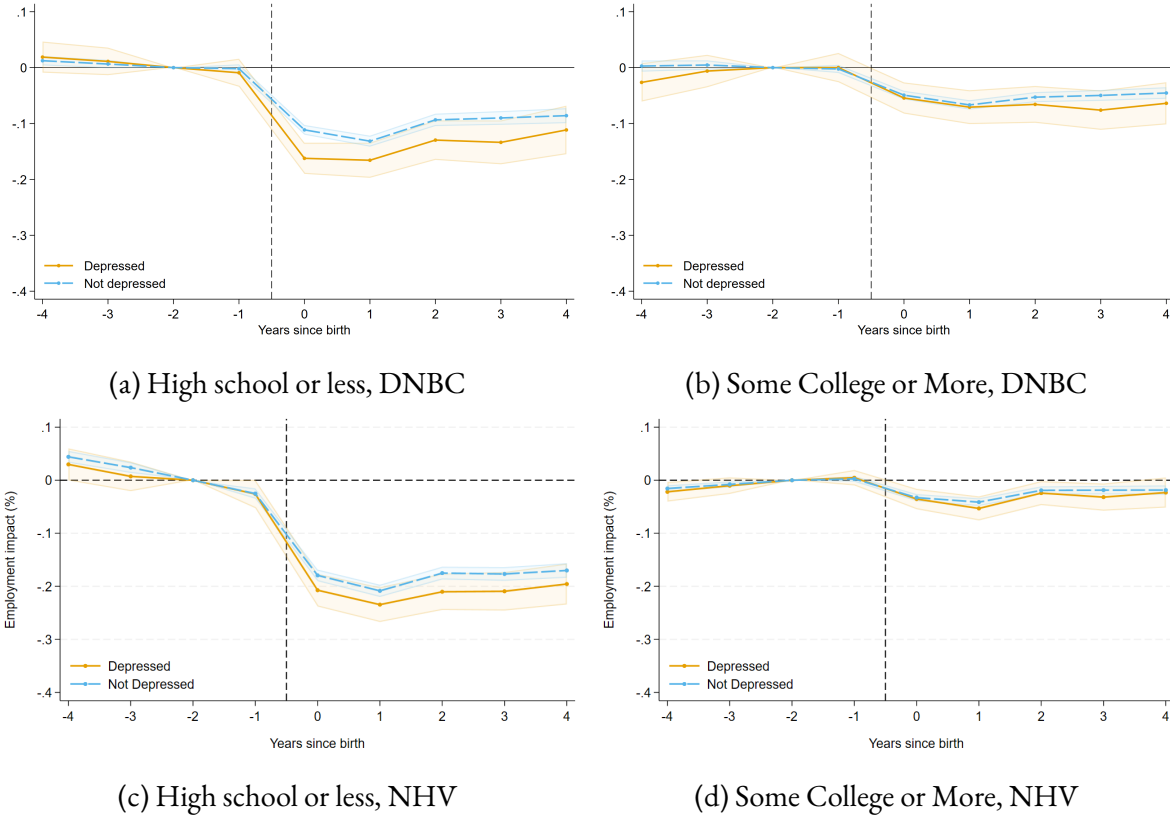 .1
0
-.1
-.2
-.3
-.4
Depressed
Not depressed
-4 -3 -2 -1 0 1 2 3 4
Years since birth
(a) High school or less, DNBC
.1
0
-.1
-.2
-.3
-.4
Depressed
Not depressed
-4 -3 -2 -1 0 1 2 3 4
Years since birth
(b) Some College or More, DNBC
Employment impact (%)
.1
0
-.1
-.2
-.3
-.4
Depressed
Not Depressed
-4 -3 -2 -1 0 1 2 3 4
Years since birth
(c) High school or less, NHV
Employment impact (%)
.1
0
-.1
-.2
-.3
-.4
Depressed
Not Depressed
-4 -3 -2 -1 0 1 2 3 4
Years since birth
(d) Some College or More, NHV